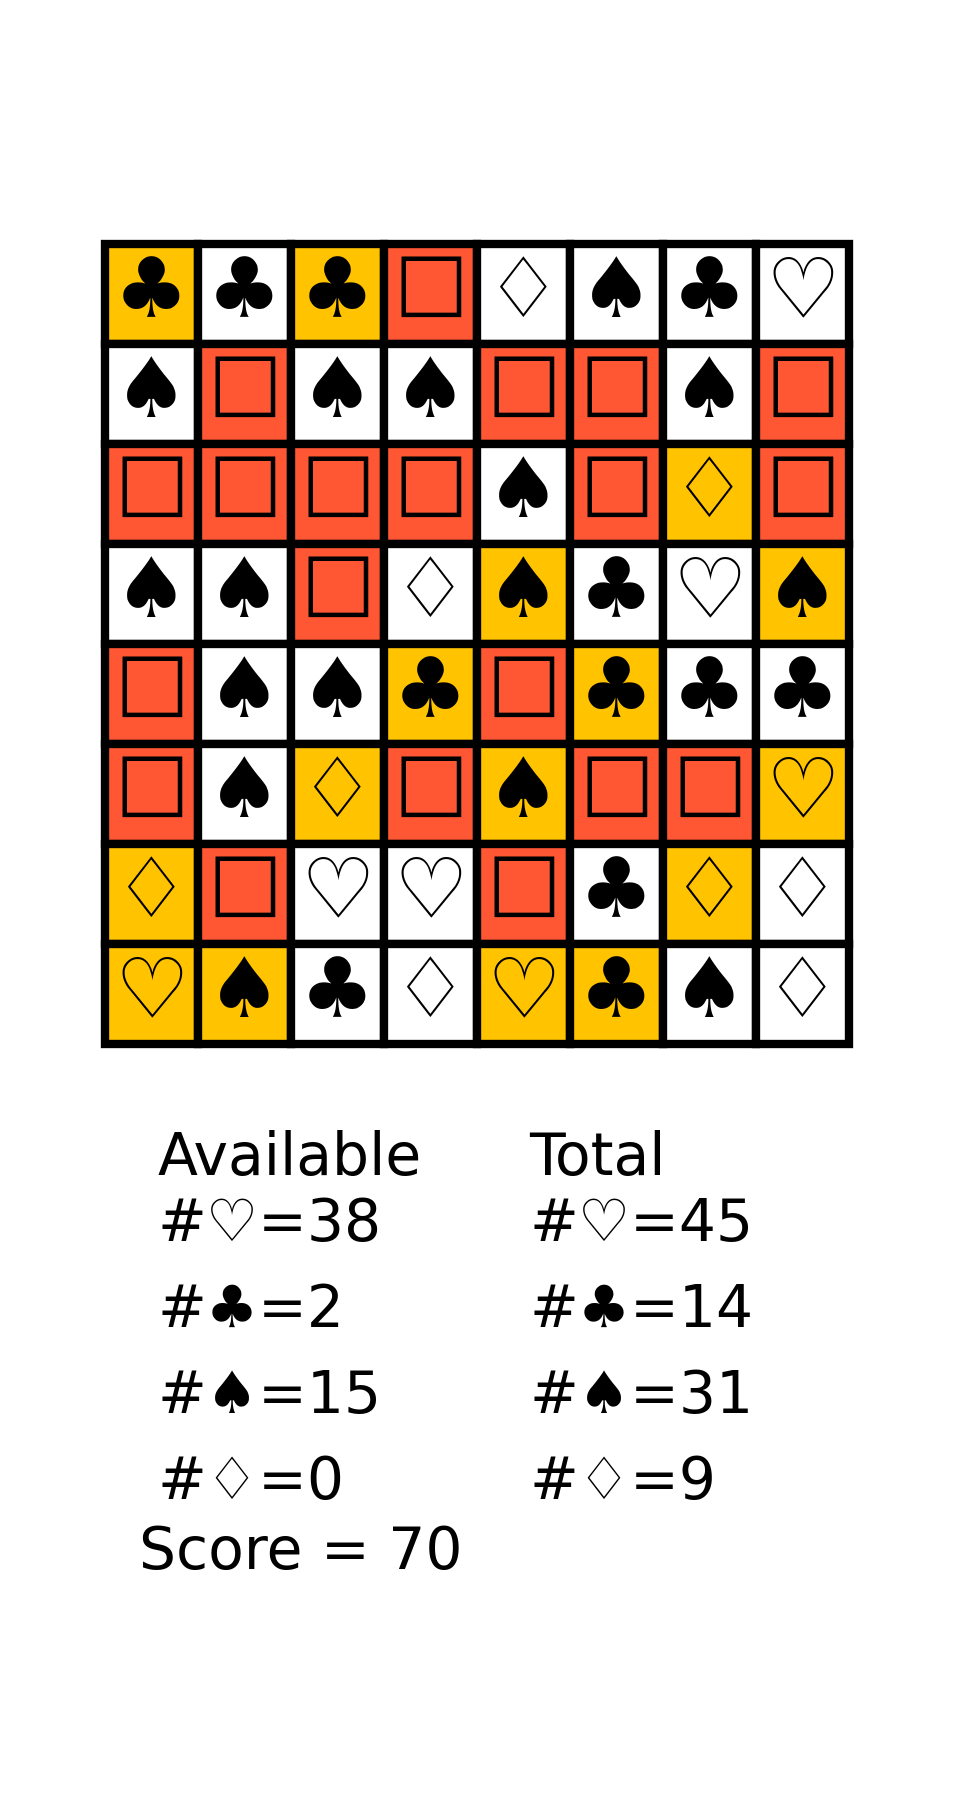 ♣ ♣ ♣ □ ♢ ♠ ♣ ♡
♠ □ ♠ ♠ □ □ ♠ □
□ □ □ □ ♠ □ ♢ □
♠ ♠ □ ♢ ♠ ♣ ♡ ♠
□ ♠ ♠ ♣ □ ♣ ♣ ♣
□ ♠ ♢ □ ♠ □ □ ♡
♢ □ ♡ ♡ □ ♣ ♢ ♢
♡ ♠ ♣ ♢ ♡ ♣ ♠ ♢
Available Total
#♡=38 #♡=45
#♣=2 #♣=14
#♠=15 #♠=31
#♢=0 #♢=9
Score = 70